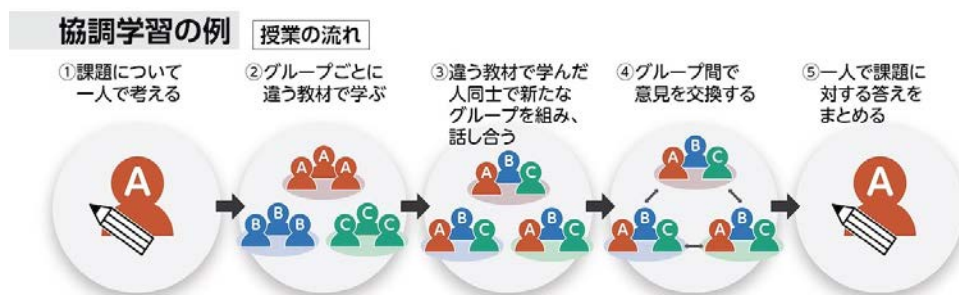 協調学習の例
授業の流れ
①課題について
一人で考える
②グループごとに
違う教材で学ぶ
③違う教材で学んだ
人同士で新たな
グループを組み、
話し合う
④グループ間で
意見を交換する
⑤一人で課題に
対する答えを
まとめる
A
A A A
B B B
C C C
A B C
A B C
A B C
A B C
A B C
A B C
A